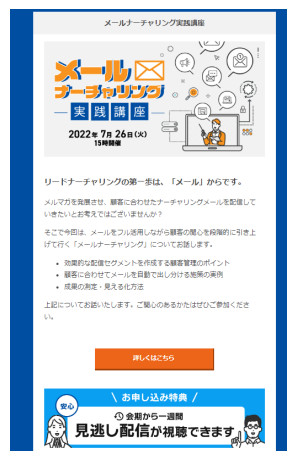 メールナーチャリング実践講座
メール
ナーチャリング
実践講座
2022年7月26日(火)
15時開催
リードナーチャリングの第一歩は、「メール」からです。
メルマガを発展させ、顧客に合わせたナーチャリングメールを配信して
いきたいとお考えではございませんか？
そこで今回は、メールをフル活用しながら顧客の関心を段階的に引き上
げて行く「メールナーチャリング」についてお話します。
• 効果的な配信セグメントを作成する顧客管理のポイント
• 顧客に合わせてメールを自動で出し分ける施策の実例
• 成果の測定・見える化方法
上記についてお話いたします。ご関心のあるかたはぜひご参加くださ
い。
詳しくはこちら
\ お申し込み特典 /
安心
会期から一週間
見逃し配信が視聴できます